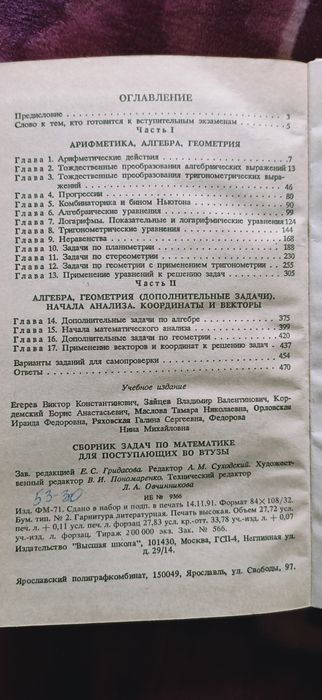 ОГЛАВЛЕНИЕ
Предисловие 3
Слово к тем, кто готовится к вступительным экзаменам 5
Часть I
АРИФМЕТИКА, АЛГЕБРА, ГЕОМЕТРИЯ
Глава 1. Арифметические действия 7
Глава 2. Тождественные преобразования алгебраических выражений 13
Глава 3. Тождественные преобразования тригонометрических выра-
жений 46
Глава 4. Прогрессии 80
Глава 5. Комбинаторика и бином Ньютона 90
Глава 6. Алгебраические уравнения 99
Глава 7. Логарифмы. Показательные и логарифмические уравнения 124
Глава 8. Тригонометрические уравнения 144
Глава 9. Неравенства 168
Глава 10. Задачи по планиметрии 188
Глава 11. Задачи по стереометрии 230
Глава 12. Задачи по геометрии с применением тригонометрии 255
Глава 13. Применение уравнений к решению задач 305
Часть II
АЛГЕБРА, ГЕОМЕТРИЯ (ДОПОЛНИТЕЛЬНЫЕ ЗАДАЧИ).
НАЧАЛА АНАЛИЗА. КООРДИНАТЫ И ВЕКТОРЫ
Глава 14. Дополнительные задачи по алгебре 375
Глава 15. Начала математического анализа 399
Глава 16. Дополнительные задачи по геометрии 420
Глава 17. Применение векторов и координат к решению задач 437
Варианты заданий для самопроверки 454
Ответы 470
Учебное издание
Егерев Виктор Константинович, Зайцев Владимир Валентинович, Кор-
демский Борис Анастасьевич, Маслова Тамара Николаевна, Орловская
Ираида Федоровна, Ряховская Галина Сергеевна, Федорова
Нина Михайловна
СБОРНИК ЗАДАЧ ПО МАТЕМАТИКЕ
ДЛЯ ПОСТУПАЮЩИХ ВО ВТУЗЫ
Зав. редакцией Е. С. Гридасова. Редактор А. М. Суходский. Художест-
венный редактор В. И. Пономаренко. Технический редактор
Л. А. Овчинникова
53-30
ИБ № 9366
Изд. ФМ-71. Сдано в набор и подп. в печать 14.11.91. Формат 84×108/32.
Бум. тип. № 2. Гарнитура литературная. Печать высокая. Объем 27,72 усл.
печ. л. + 0,11 усл. печ. л. форзац 27,83 усл. кр.-отт. 33,78 уч.-изд. л. + 0,07
уч.-изд. л. форзац. Тираж 200 000 экз. Зак. № 566.
Издательство "Высшая школа", 101430, Москва, ГСП-4, Неглинная ул.
д. 29/14.
Ярославский полиграфкомбинат, 150049, Ярославль, ул. Свободы, 97.